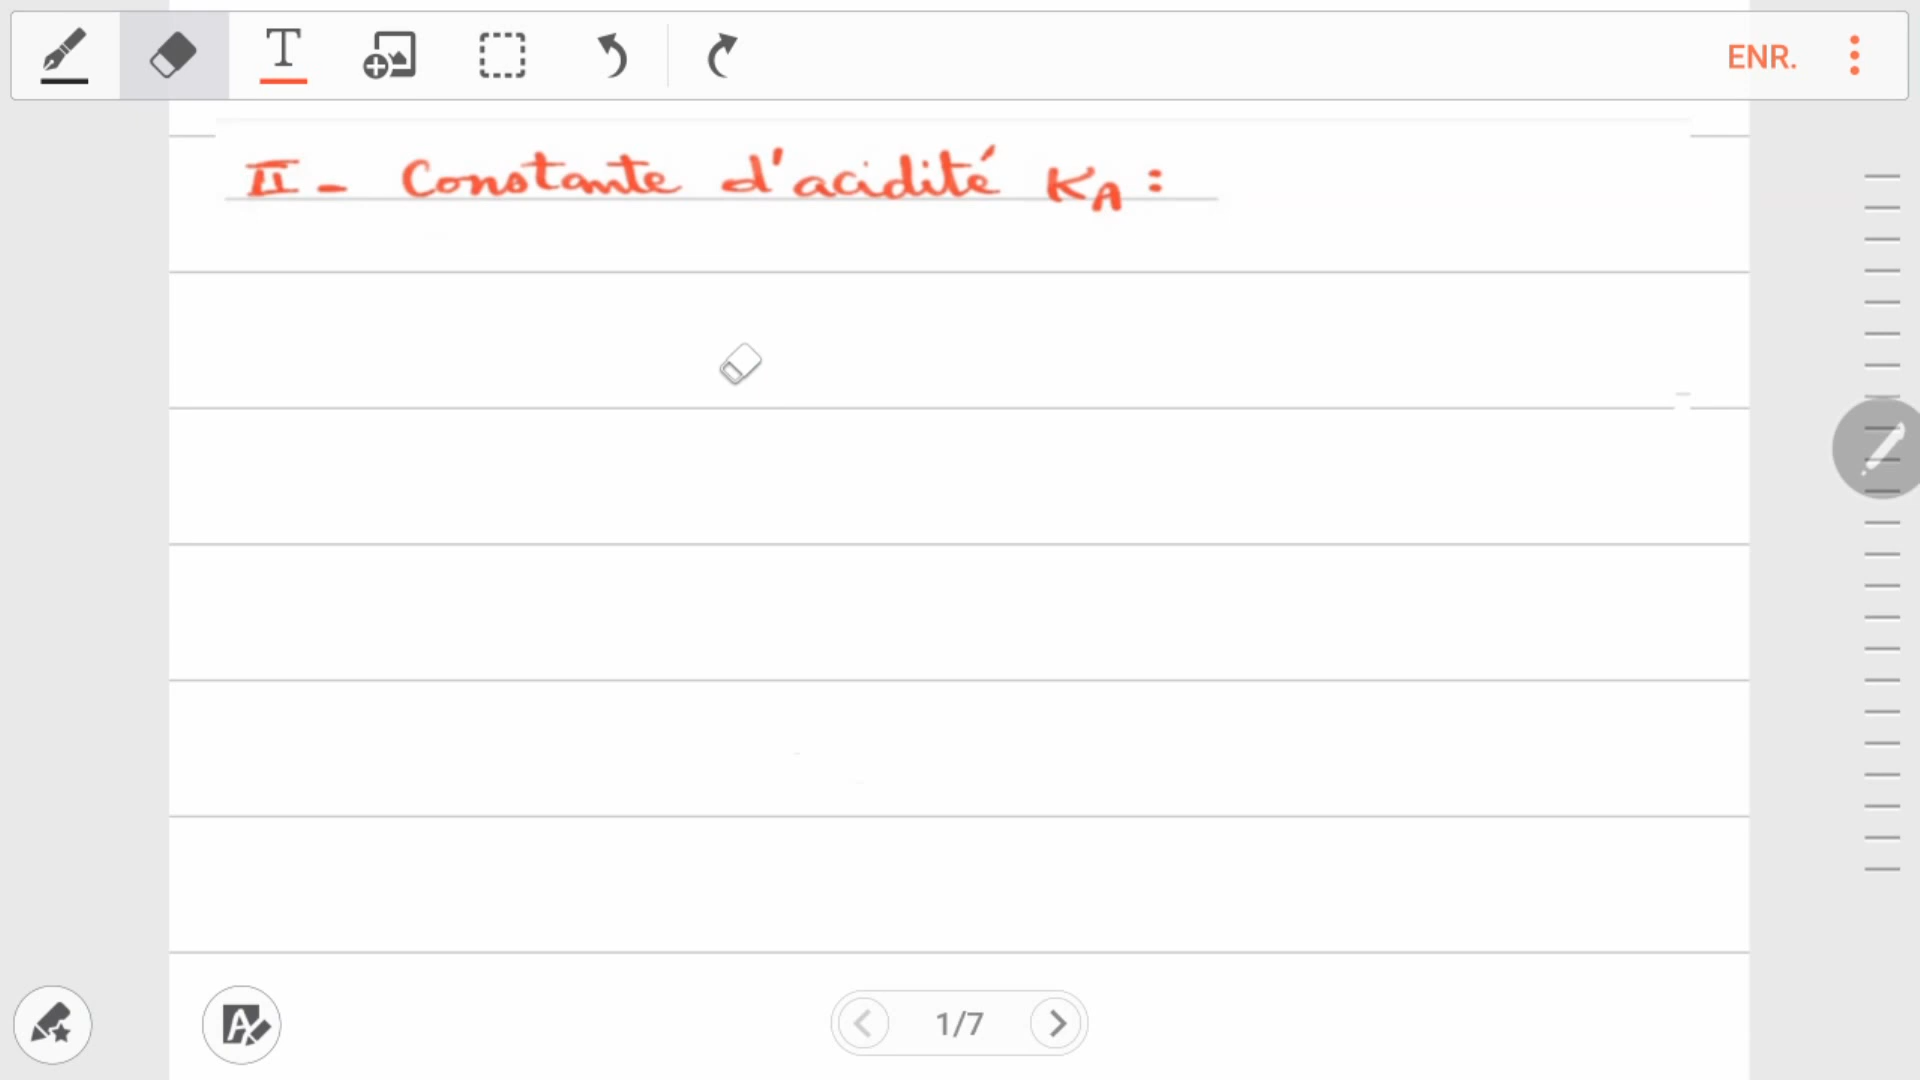 T
ENR.
II - Constante d'acidité KA :
A
1/7